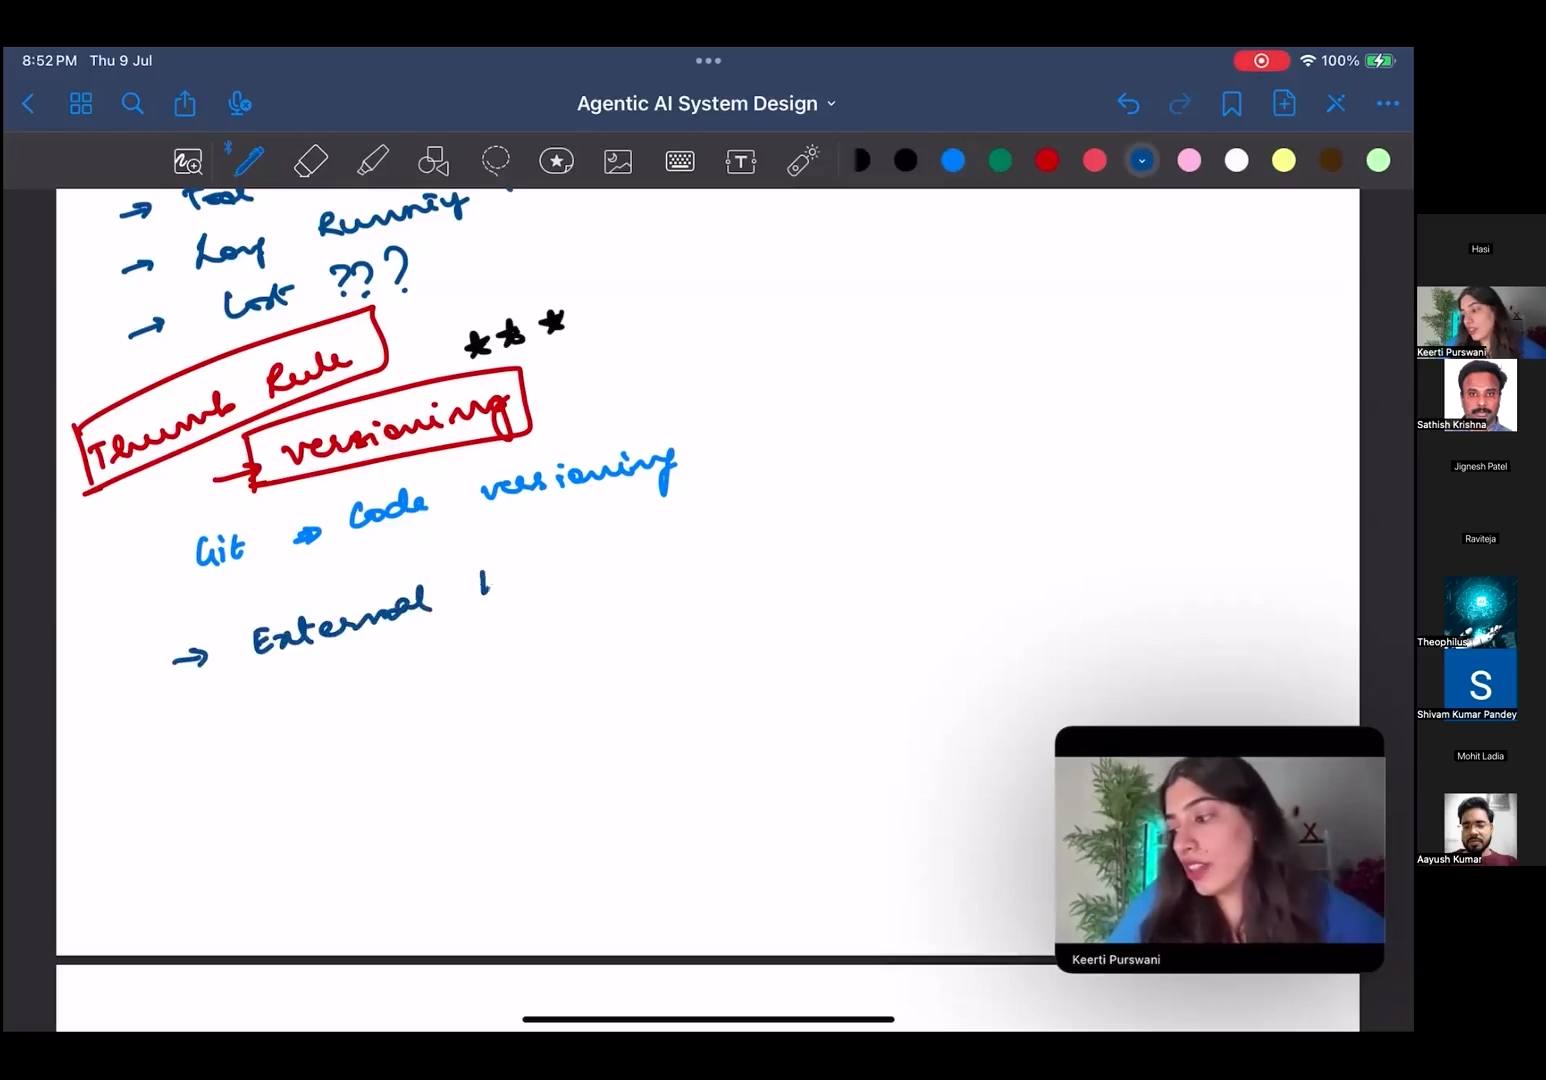 8:52 PM Thu 9 Jul
100%
Agentic AI System Design
T
→ Tool
→ Long Running
→ Cost ???
Thumb Rule
→ versioning
Git → Code versioning
→ External
Hasi
Keerti Purswani
Sathish Krishna
Jignesh Patel
Raviteja
Theophilus
S
Shivam Kumar Pandey
Mohit Ladia
Aayush Kumar
Keerti Purswani